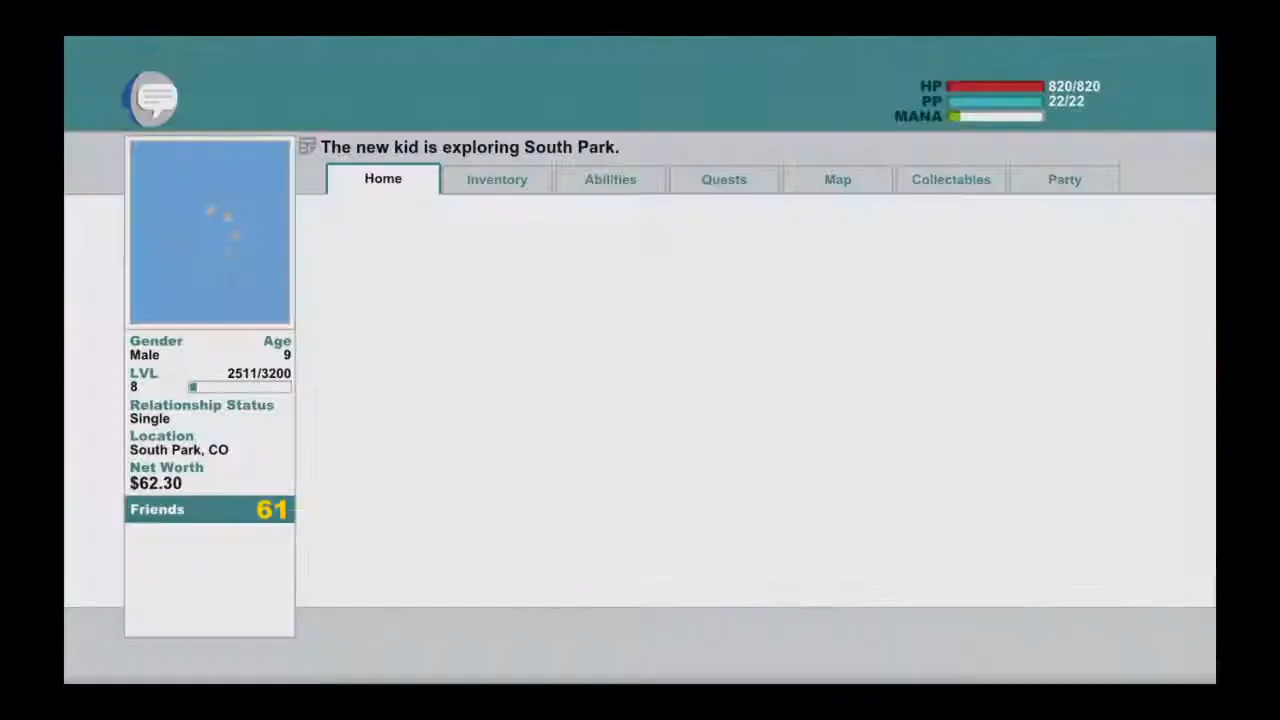 HP 820/820
PP 22/22
MANA
The new kid is exploring South Park.
Home Inventory Abilities Quests Map Collectables Party
Gender Age
Male 9
LVL 2511/3200
8
Relationship Status
Single
Location
South Park, CO
Net Worth
$62.30
Friends 61